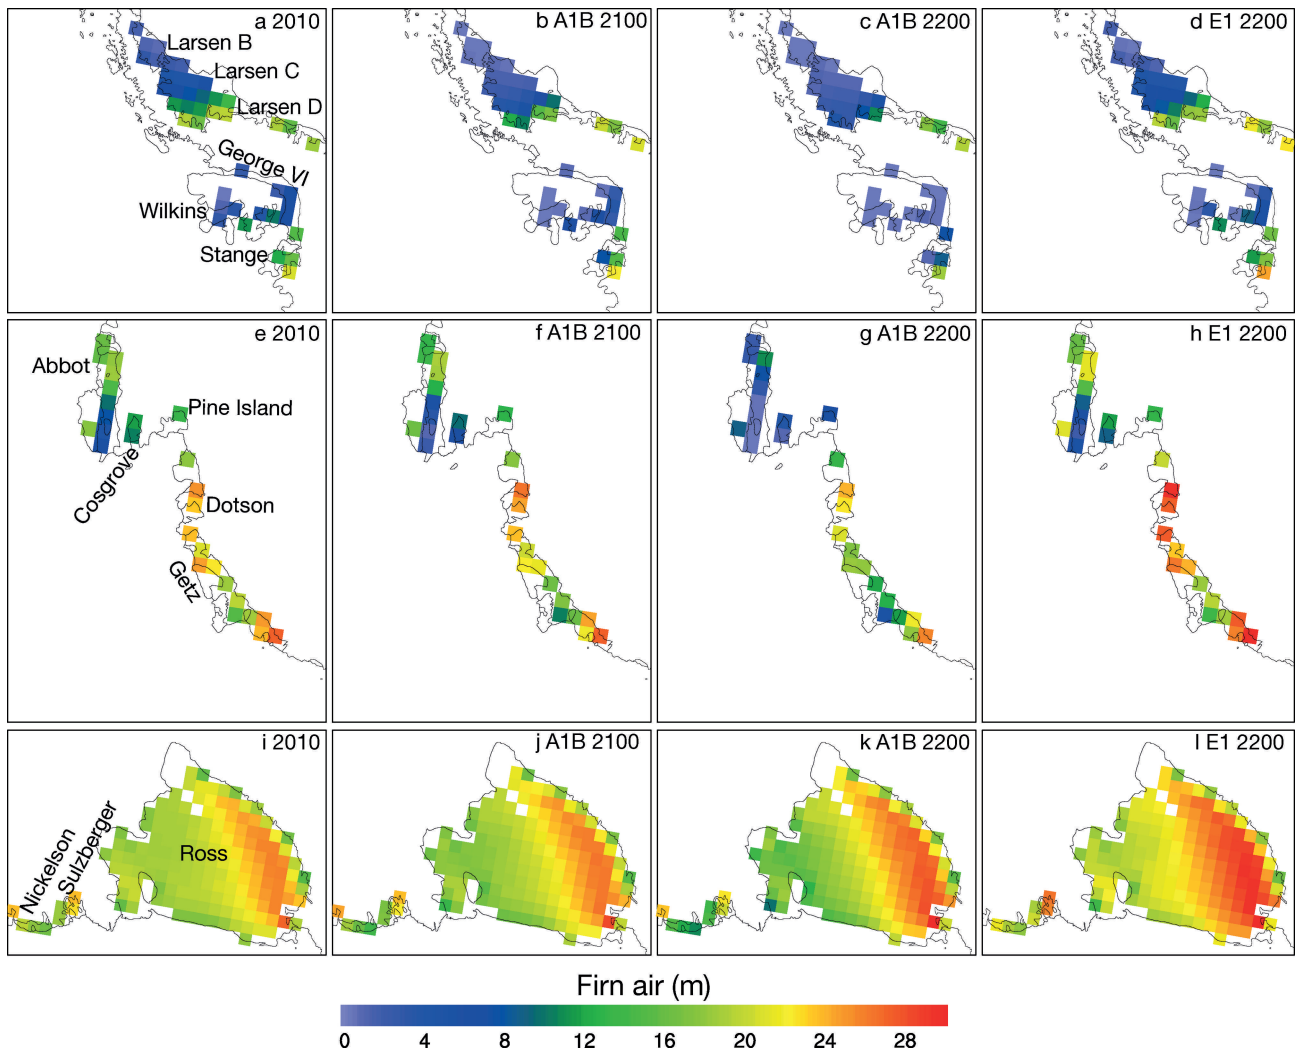 a 2010
Larsen B
Larsen C
Larsen D
George VI
Wilkins
Stange
b A1B 2100
c A1B 2200
d E1 2200
e 2010
Abbot
Pine Island
Cosgrove
Dotson
Getz
f A1B 2100
g A1B 2200
h E1 2200
i 2010
Nickelson
Sulzberger
Ross
j A1B 2100
k A1B 2200
l E1 2200
Firn air (m)
0 4 8 12 16 20 24 28